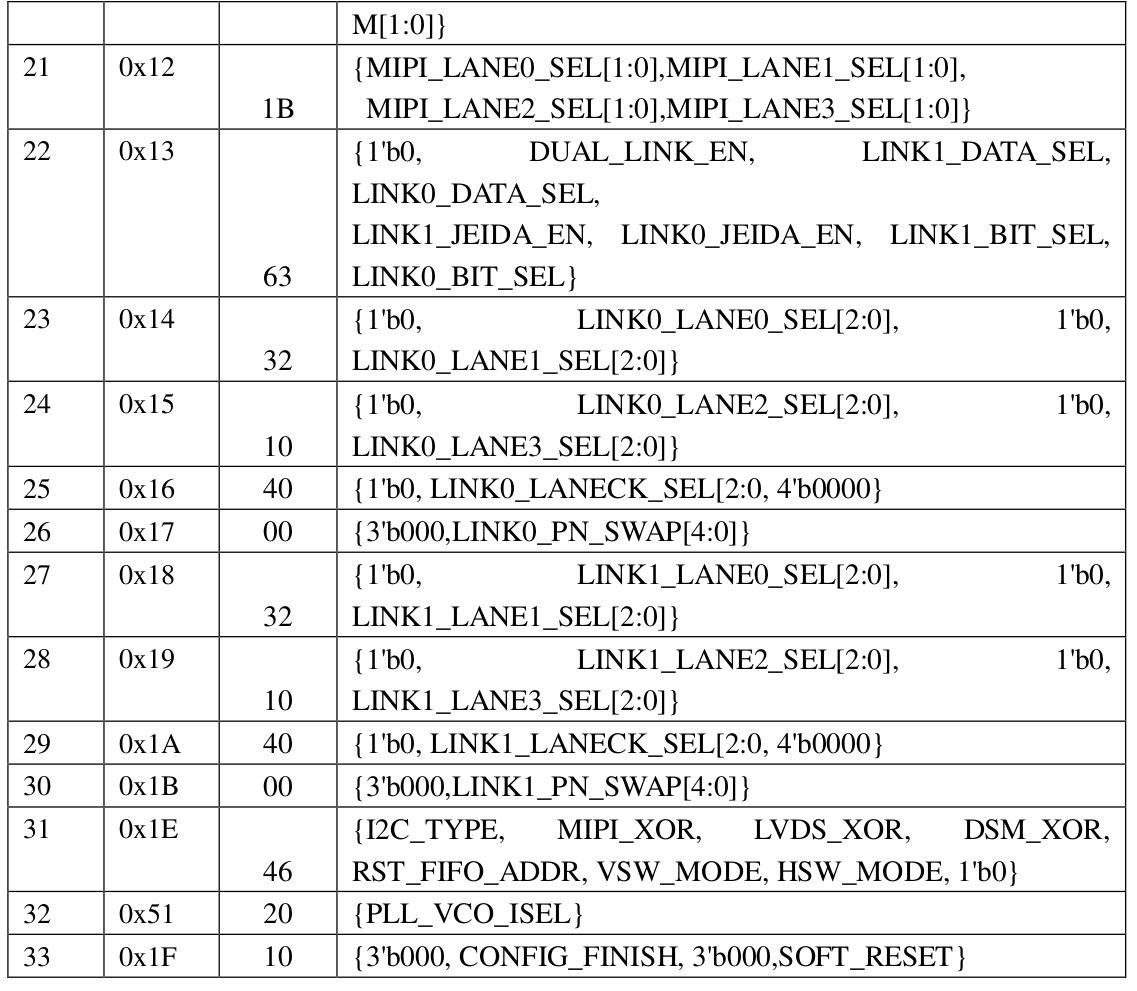 M[1:0]}
21 0x12 {MIPI_LANE0_SEL[1:0],MIPI_LANE1_SEL[1:0],
1B MIPI_LANE2_SEL[1:0],MIPI_LANE3_SEL[1:0]}
22 0x13 {1'b0, DUAL_LINK_EN, LINK1_DATA_SEL,
LINK0_DATA_SEL,
LINK1_JEIDA_EN, LINK0_JEIDA_EN, LINK1_BIT_SEL,
63 LINK0_BIT_SEL}
23 0x14 {1'b0, LINK0_LANE0_SEL[2:0], 1'b0,
32 LINK0_LANE1_SEL[2:0]}
24 0x15 {1'b0, LINK0_LANE2_SEL[2:0], 1'b0,
10 LINK0_LANE3_SEL[2:0]}
25 0x16 40 {1'b0, LINK0_LANECK_SEL[2:0, 4'b0000}
26 0x17 00 {3'b000,LINK0_PN_SWAP[4:0]}
27 0x18 {1'b0, LINK1_LANE0_SEL[2:0], 1'b0,
32 LINK1_LANE1_SEL[2:0]}
28 0x19 {1'b0, LINK1_LANE2_SEL[2:0], 1'b0,
10 LINK1_LANE3_SEL[2:0]}
29 0x1A 40 {1'b0, LINK1_LANECK_SEL[2:0, 4'b0000}
30 0x1B 00 {3'b000,LINK1_PN_SWAP[4:0]}
31 0x1E {I2C_TYPE, MIPI_XOR, LVDS_XOR, DSM_XOR,
46 RST_FIFO_ADDR, VSW_MODE, HSW_MODE, 1'b0}
32 0x51 20 {PLL_VCO_ISEL}
33 0x1F 10 {3'b000, CONFIG_FINISH, 3'b000,SOFT_RESET}